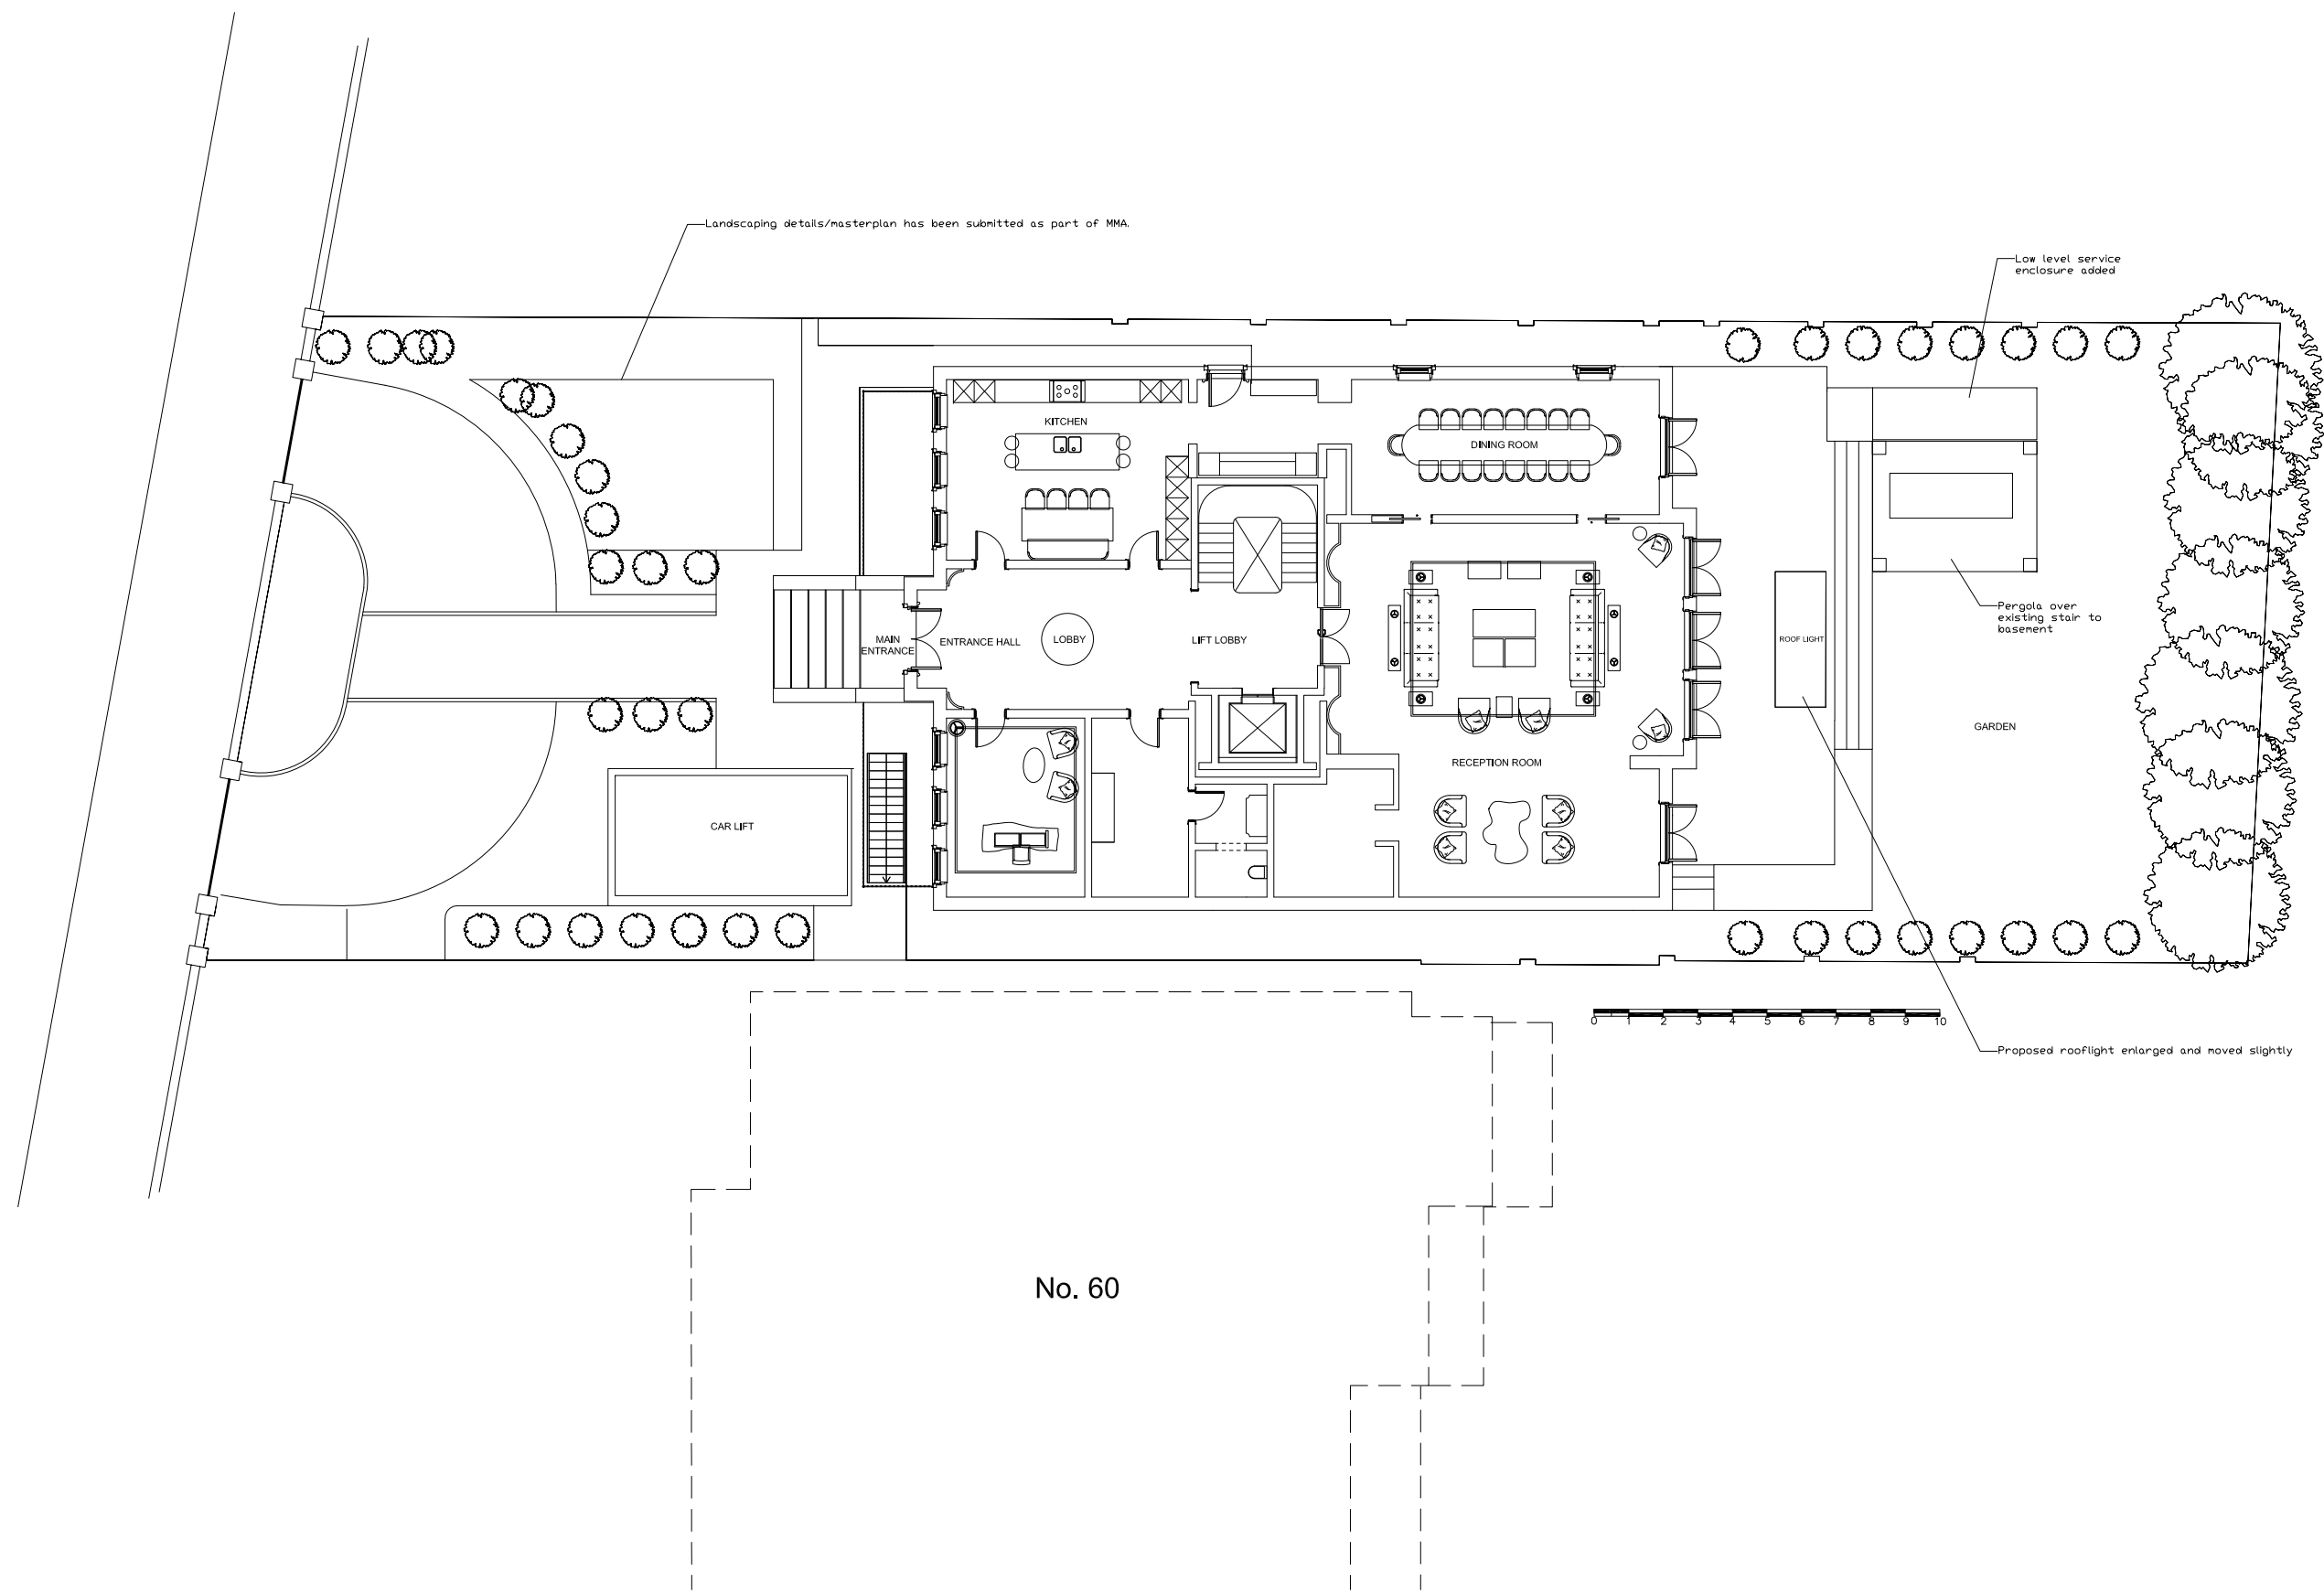 Landscaping details/masterplan has been submitted as part of MMA.
Low level service
enclosure added
KITCHEN
DINING ROOM
Pergola over
existing stair to
basement
MAIN
ENTRANCE
ENTRANCE HALL
LOBBY
LIFT LOBBY
ROOF LIGHT
GARDEN
RECEPTION ROOM
CAR LIFT
0 1 2 3 4 5 6 7 8 9 10
Proposed rooflight enlarged and moved slightly
No. 60